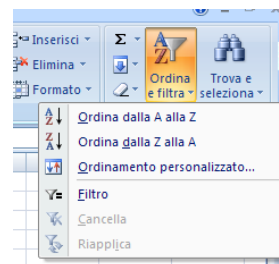 Inserisci
Elimina
Formato
Σ
Ordina
e filtra
Trova e
seleziona
Ordina dalla A alla Z
Ordina dalla Z alla A
Ordinamento personalizzato...
Filtro
Cancella
Riapplica